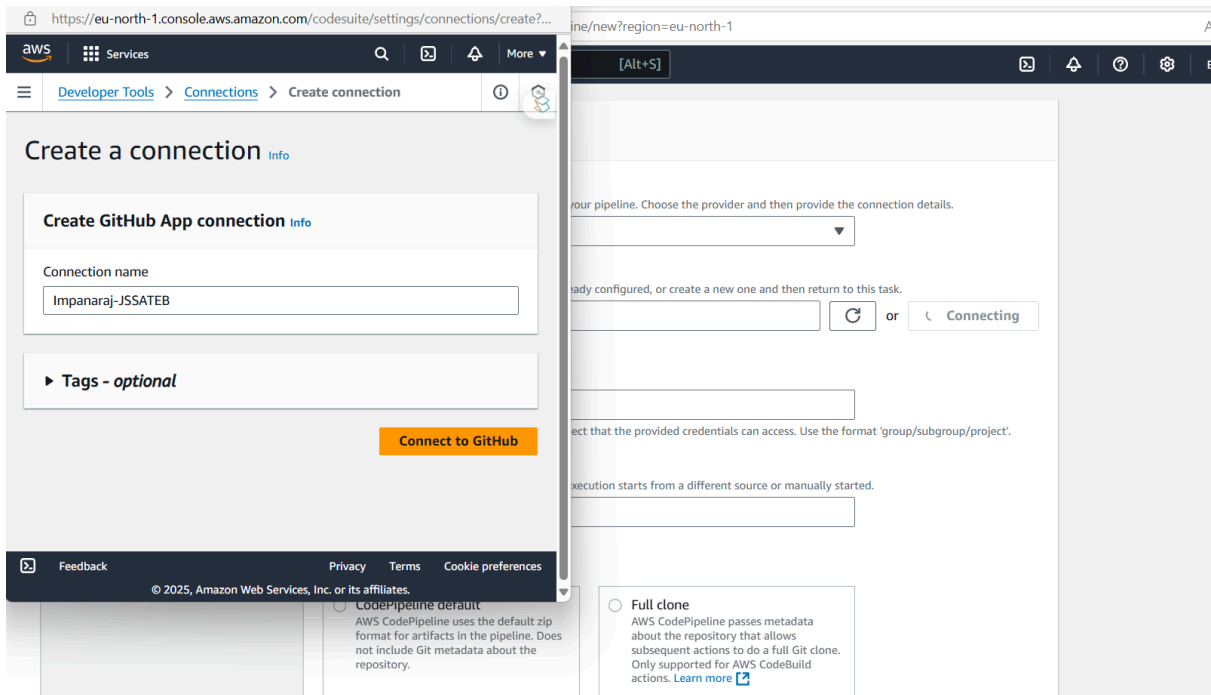 https://eu-north-1.console.aws.amazon.com/codesuite/settings/connections/create?...
ine/new?region=eu-north-1
aws
Services
More
[Alt+S]
Developer Tools > Connections > Create connection
Create a connection Info
Create GitHub App connection Info
Connection name
Impanaraj-JSSATEB
Tags - optional
Connect to GitHub
Feedback
Privacy
Terms
Cookie preferences
© 2025, Amazon Web Services, Inc. or its affiliates.
your pipeline. Choose the provider and then provide the connection details.
eady configured, or create a new one and then return to this task.
or
Connecting
ect that the provided credentials can access. Use the format 'group/subgroup/project'.
execution starts from a different source or manually started.
CodePipeline default
AWS CodePipeline uses the default zip
format for artifacts in the pipeline. Does
not include Git metadata about the
repository.
Full clone
AWS CodePipeline passes metadata
about the repository that allows
subsequent actions to do a full Git clone.
Only supported for AWS CodeBuild
actions. Learn more